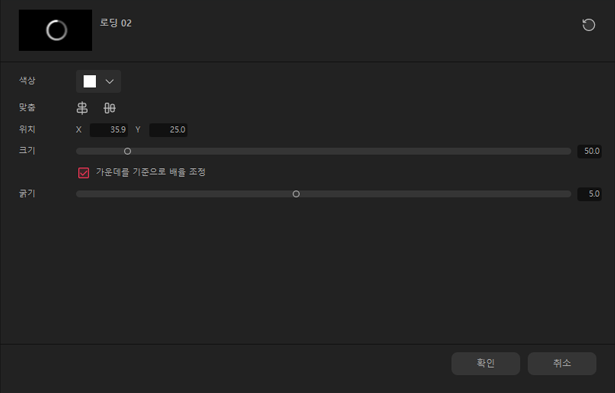 로딩 02
색상
맞춤
위치 X 35.9 Y 25.0
크기 50.0
가운데를 기준으로 배율 조정
굵기 5.0
확인 취소